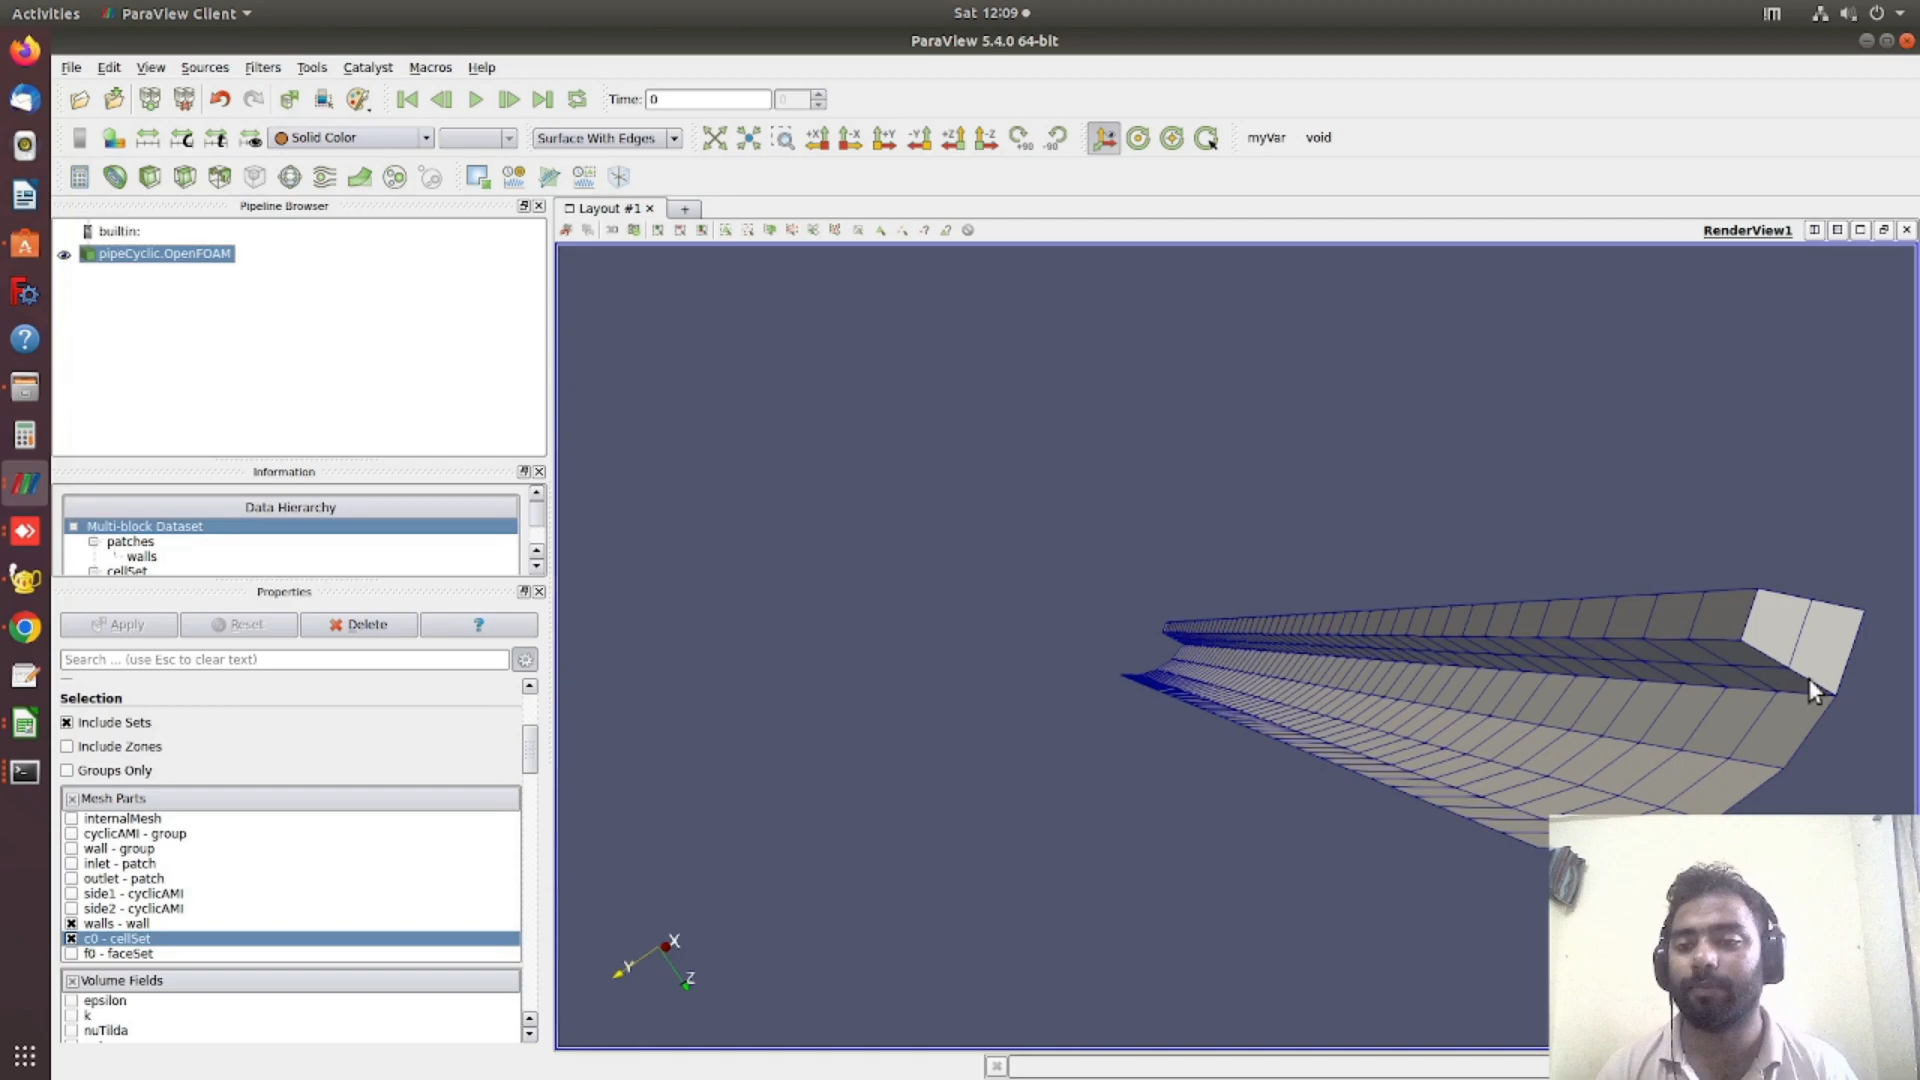 Activities ParaView Client Sat 12:09
ParaView 5.4.0 64-bit
File Edit View Sources Filters Tools Catalyst Macros Help
Time: 0 0
Solid Color Surface With Edges +X -X +Y -Y +Z -Z +90 -90 myVar void
Pipeline Browser
Layout #1
builtin:
3D RenderView1
pipeCyclic.OpenFOAM
Information
Data Hierarchy
Multi-block Dataset
patches
walls
cellSet
Properties
Apply Reset Delete ?
Search ... (use Esc to clear text)
Selection
Include Sets
Include Zones
Groups Only
Mesh Parts
internalMesh
cyclicAMI - group
wall - group
inlet - patch
outlet - patch
side1 - cyclicAMI
side2 - cyclicAMI
walls - wall
c0 - cellSet
f0 - faceSet
Volume Fields
epsilon
k
nuTilda
X
Y
Z